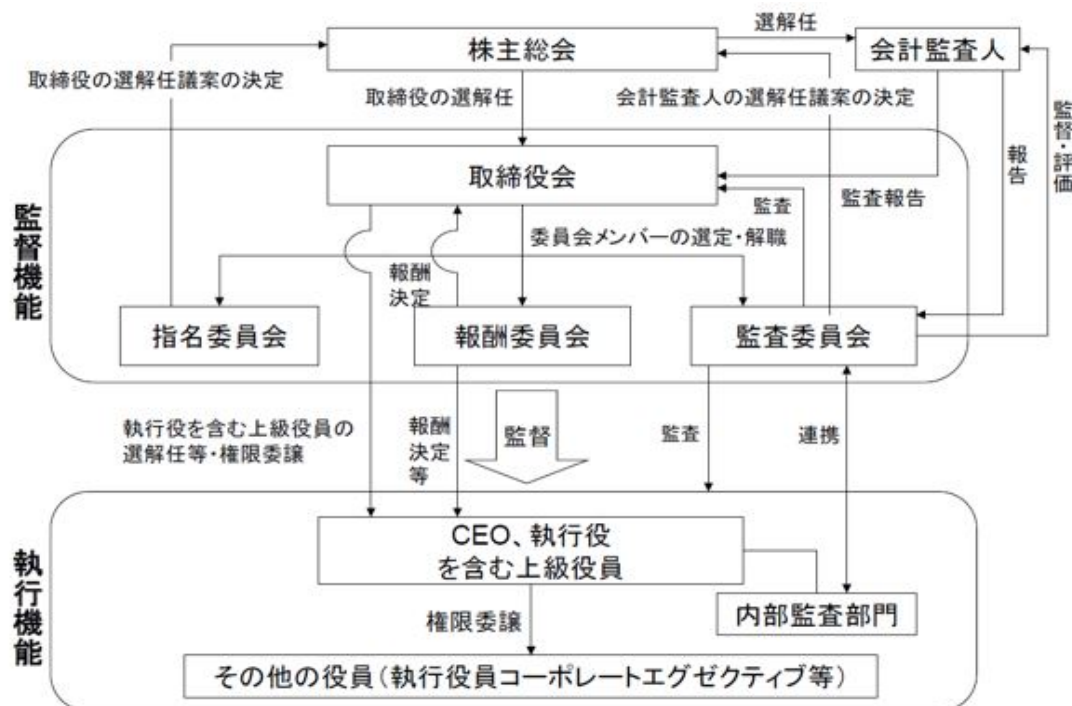 選解任
株主総会
会計監査人
取締役の選解任議案の決定
取締役の選解任
会計監査人の選解任議案の決定
監督・評価
報告
取締役会
監査
監査報告
監督機能
委員会メンバーの選定・解職
報酬
決定
指名委員会
報酬委員会
監査委員会
執行役を含む上級役員の
選解任等・権限委譲
報酬
決定
等
監督
監査
連携
執行機能
CEO、執行役
を含む上級役員
内部監査部門
権限委譲
その他の役員(執行役員コーポレートエグゼクティブ等)